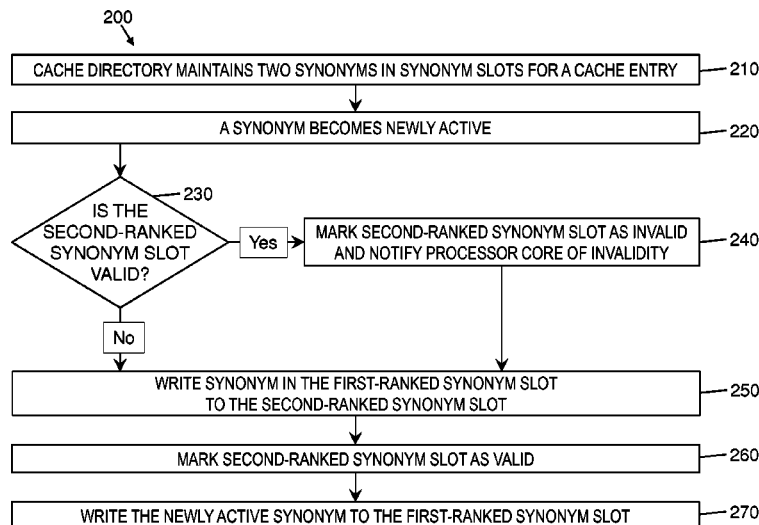 200
CACHE DIRECTORY MAINTAINS TWO SYNONYMS IN SYNONYM SLOTS FOR A CACHE ENTRY
210
A SYNONYM BECOMES NEWLY ACTIVE
220
230
IS THE
SECOND-RANKED
SYNONYM SLOT
VALID?
Yes
MARK SECOND-RANKED SYNONYM SLOT AS INVALID
AND NOTIFY PROCESSOR CORE OF INVALIDITY
240
No
WRITE SYNONYM IN THE FIRST-RANKED SYNONYM SLOT
TO THE SECOND-RANKED SYNONYM SLOT
250
MARK SECOND-RANKED SYNONYM SLOT AS VALID
260
WRITE THE NEWLY ACTIVE SYNONYM TO THE FIRST-RANKED SYNONYM SLOT
270